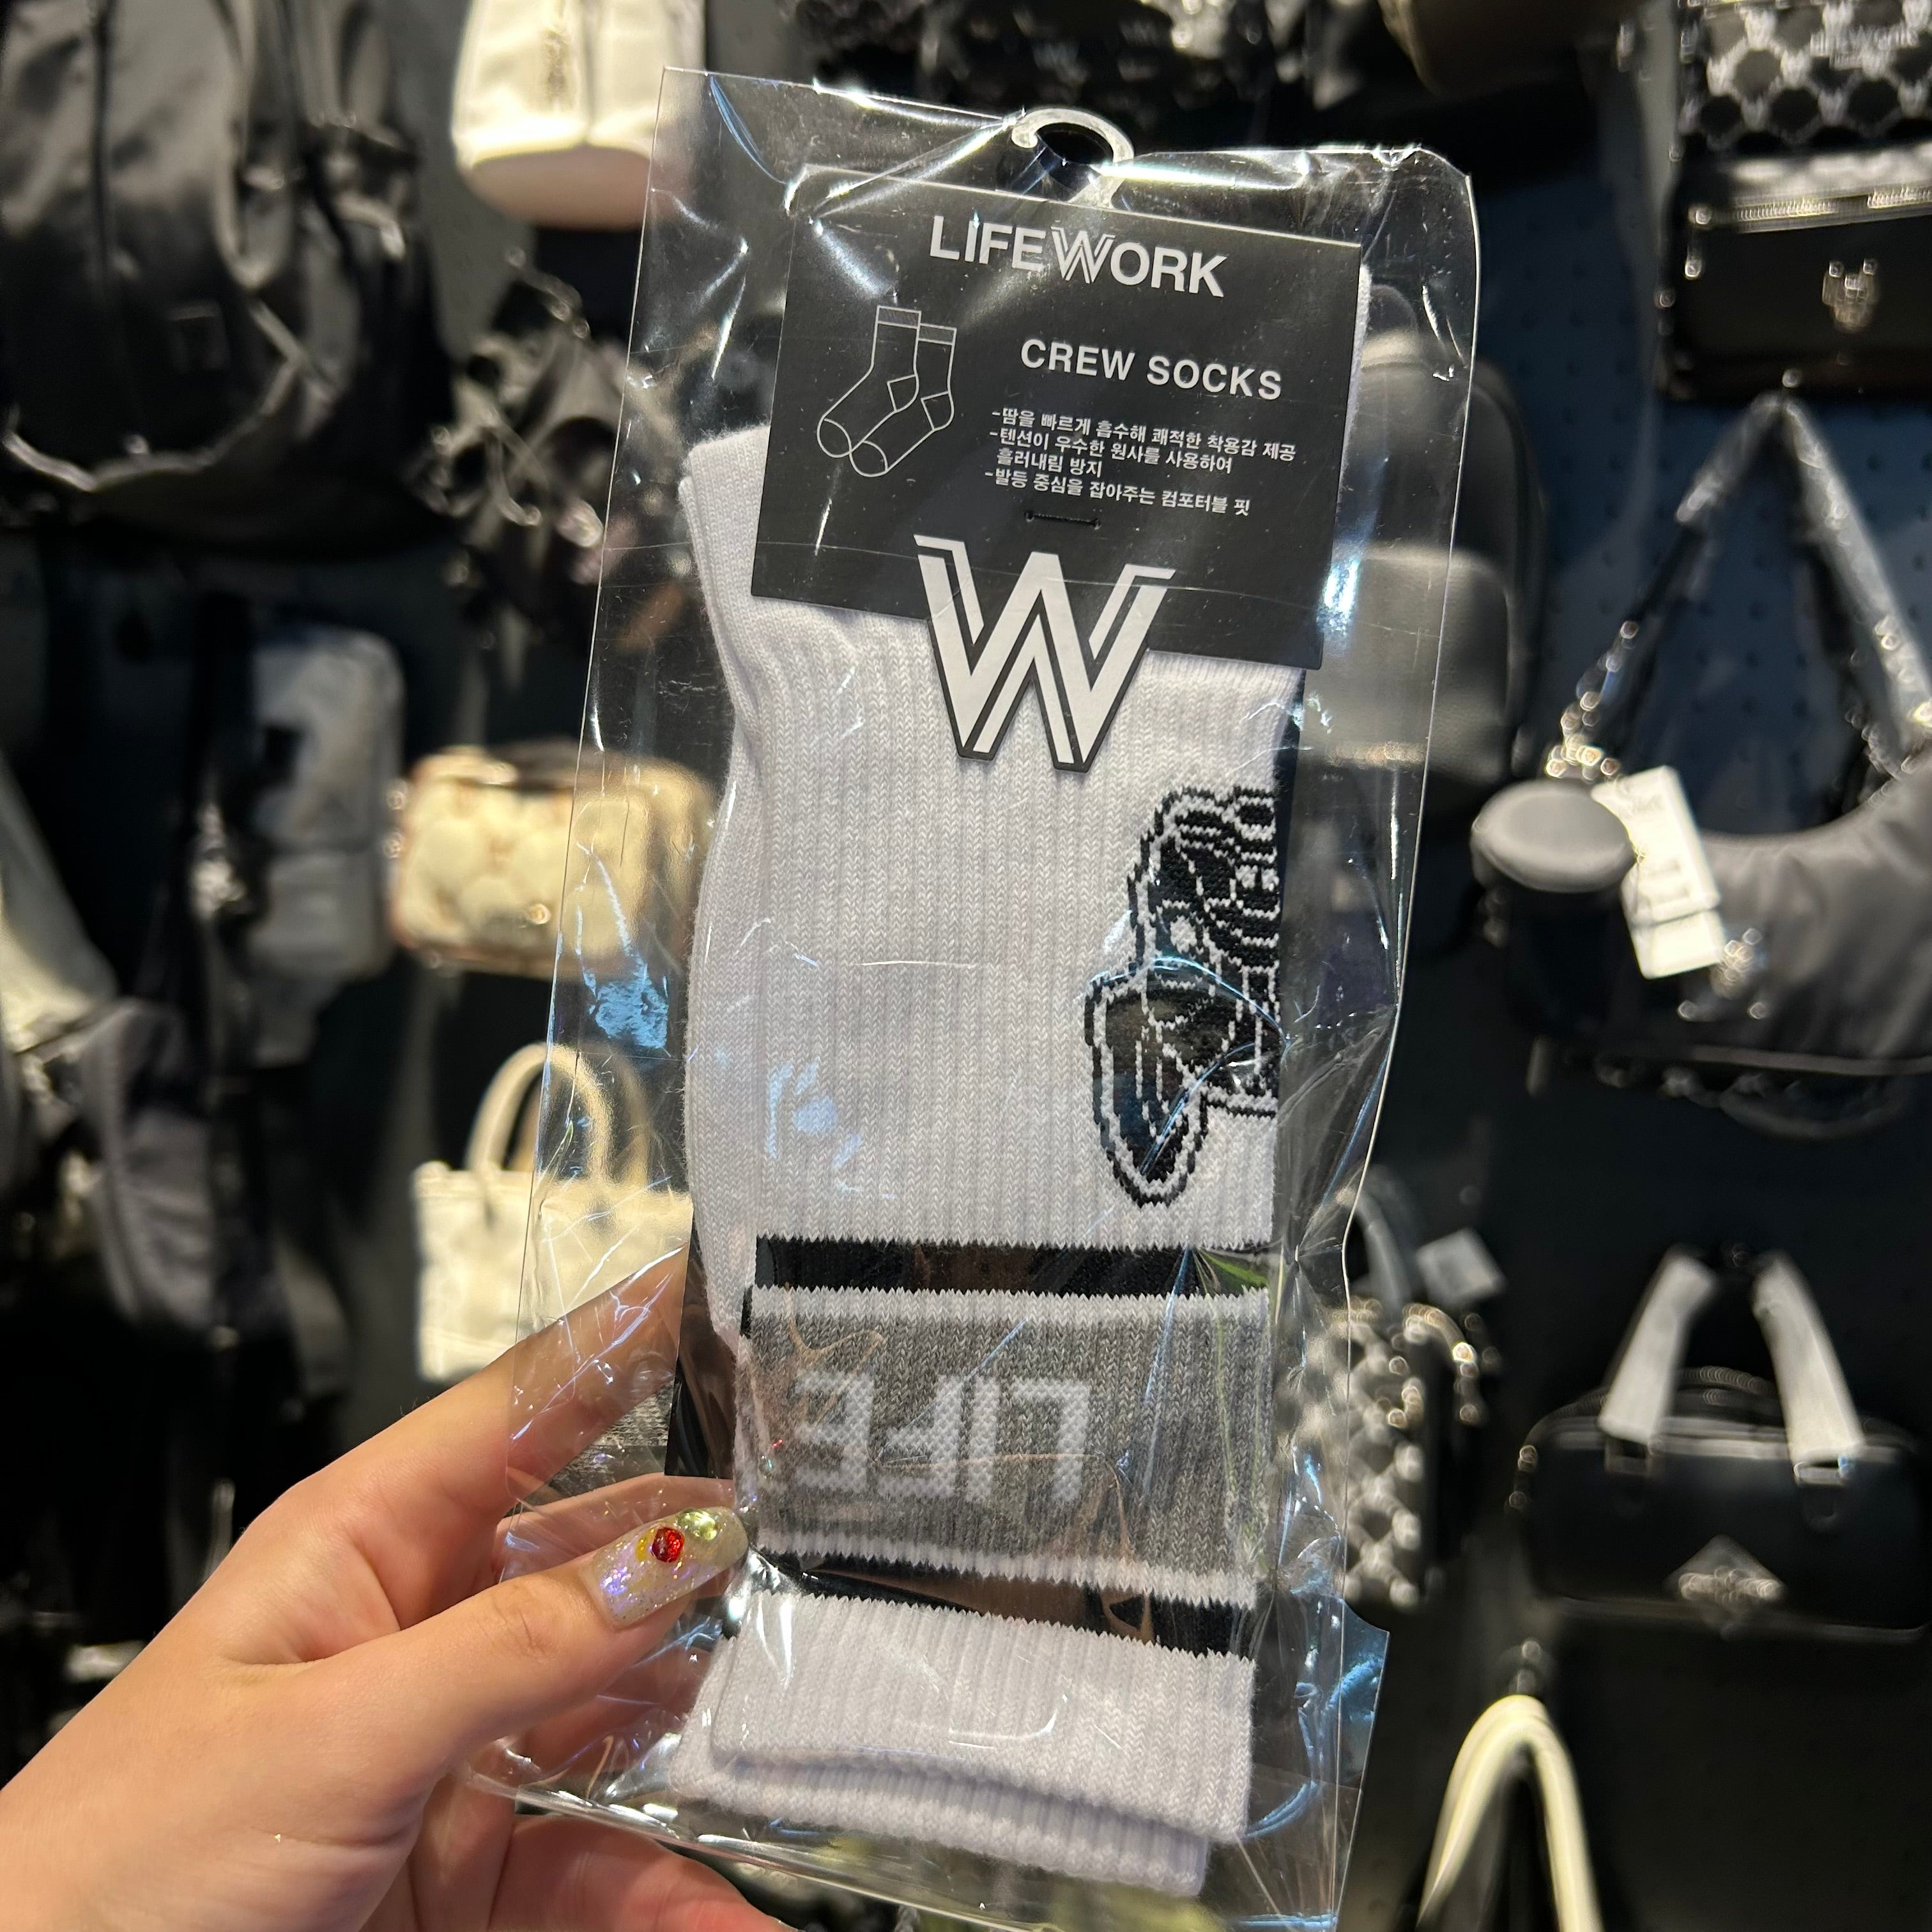 LIFEWORK
CREW SOCKS
-땀을 빠르게 흡수해 쾌적한 착용감 제공
-텐션이 우수한 원사를 사용하여
흘러내림 방지
-발등 중심을 잡아주는 컴포터블 핏
W
LIFE